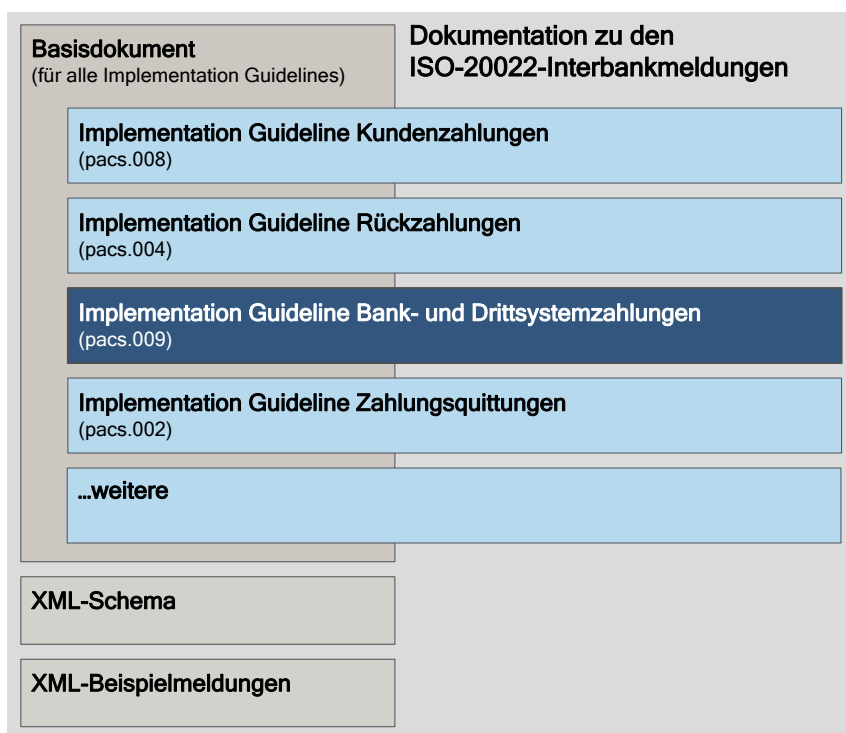 Basisdokument
(für alle Implementation Guidelines)
Dokumentation zu den
ISO-20022-Interbankmeldungen
Implementation Guideline Kundenzahlungen
(pacs.008)
Implementation Guideline Rückzahlungen
(pacs.004)
Implementation Guideline Bank- und Drittsystemzahlungen
(pacs.009)
Implementation Guideline Zahlungsquittungen
(pacs.002)
…weitere
XML-Schema
XML-Beispielmeldungen